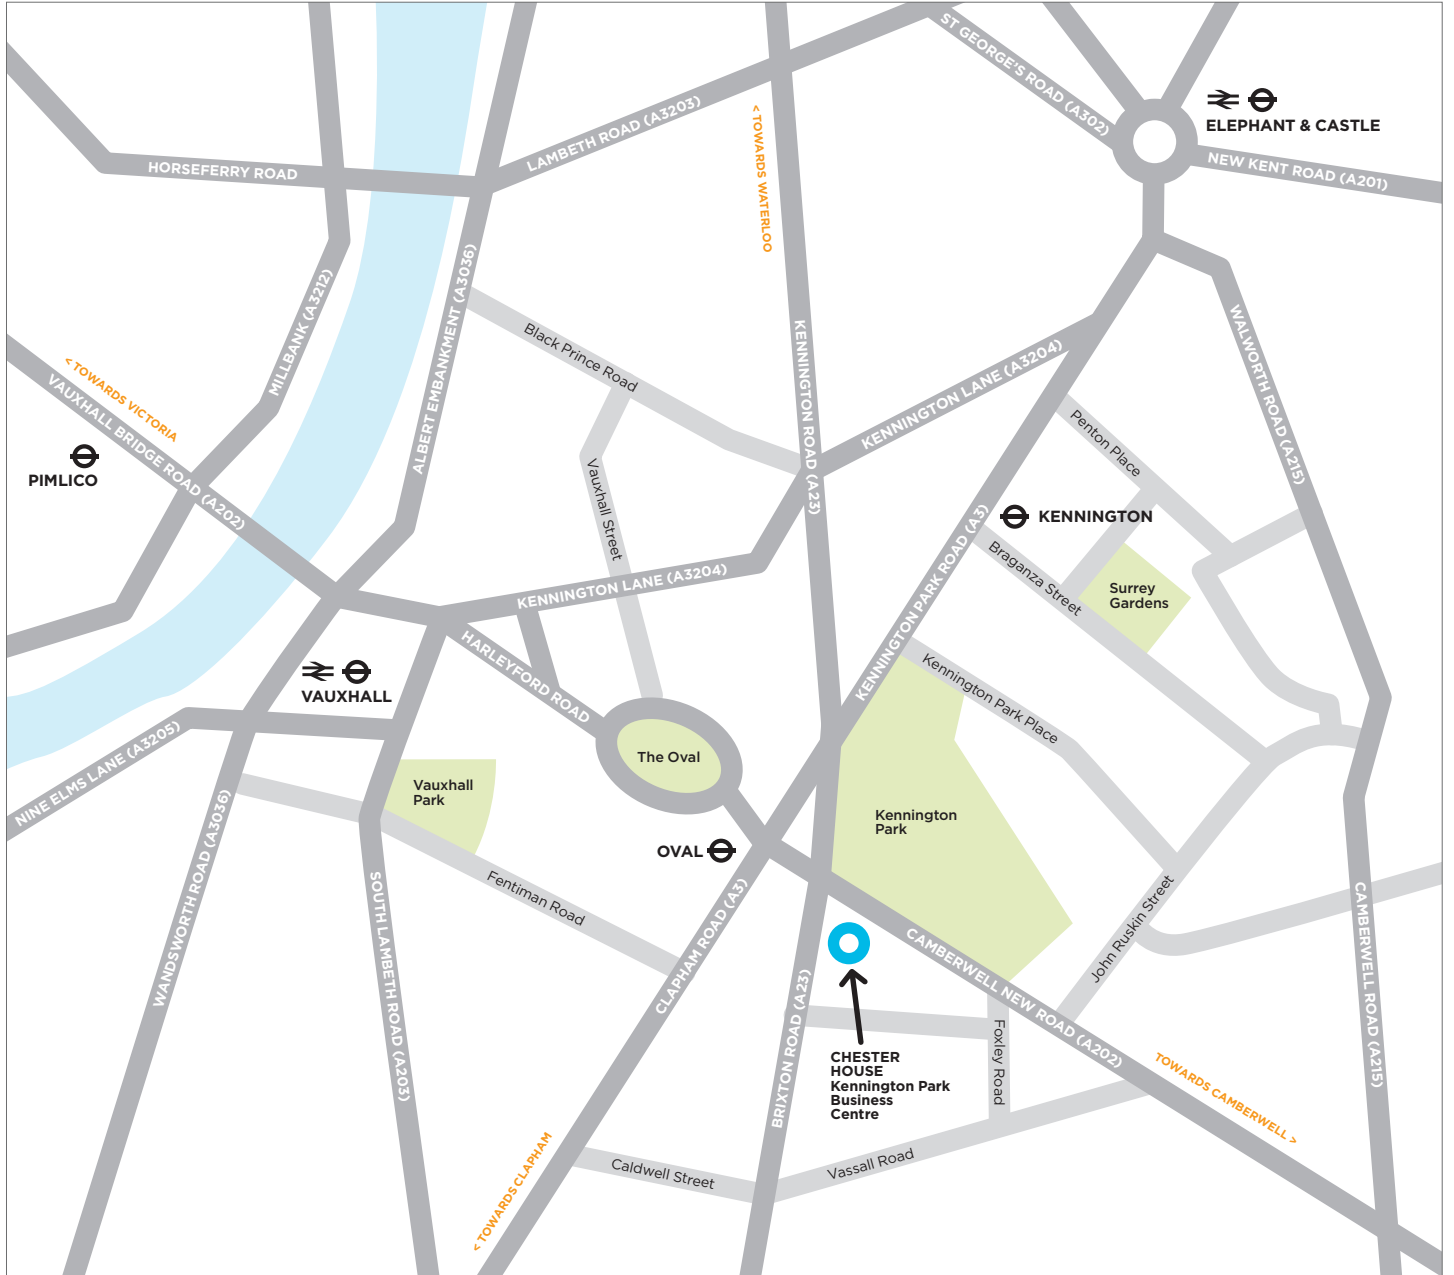 ST GEORGE'S ROAD (A302)
ELEPHANT & CASTLE
LAMBETH ROAD (A3203)
< TOWARDS WATERLOO
HORSEFERRY ROAD
NEW KENT ROAD (A201)
MILLBANK (A3212)
ALBERT EMBANKMENT (A3036)
Black Prince Road
KENNINGTON ROAD (A23)
KENNINGTON LANE (A3204)
WALWORTH ROAD (A215)
< TOWARDS VICTORIA
VAUXHALL BRIDGE ROAD (A202)
PIMLICO
Vauxhall Street
Penton Place
KENNINGTON
KENNINGTON PARK ROAD (A3)
Braganza Street
Surrey
Gardens
KENNINGTON LANE (A3204)
HARLEYFORD ROAD
VAUXHALL
Kennington Park Place
NINE ELMS LANE (A3205)
The Oval
Vauxhall
Park
Kennington
Park
OVAL
WANDSWORTH ROAD (A3036)
SOUTH LAMBETH ROAD (A203)
Fentiman Road
CLAPHAM ROAD (A3)
CAMBERWELL NEW ROAD (A202)
John Ruskin Street
CAMBERWELL ROAD (A215)
BRIXTON ROAD (A23)
Foxley Road
CHESTER
HOUSE
Kennington Park
Business
Centre
TOWARDS CAMBERWELL >
< TOWARDS CLAPHAM
Caldwell Street
Vassall Road